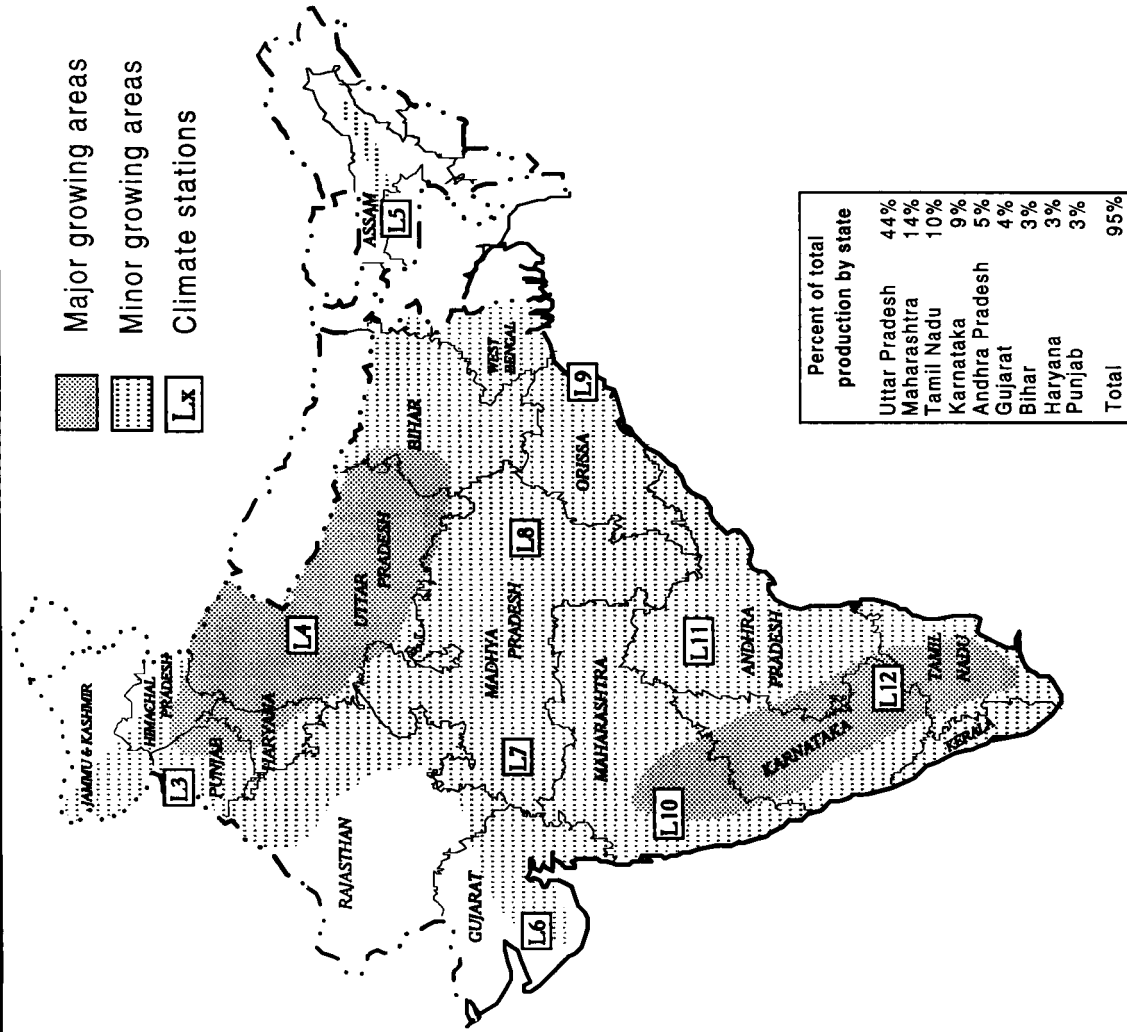 Major growing areas
Minor growing areas
Lx Climate stations
JAMMU & KASHMIR
HIMACHAL
PRADESH
L3
PUNJAB
HARYANA
L4
UTTAR
PRADESH
RAJASTHAN
ASSAM
L5
BIHAR
WEST
BENGAL
GUJARAT
L6
L7
MADHYA
PRADESH
L8
L9
ORISSA
MAHARASHTRA
L10
L11
ANDHRA
PRADESH
KARNATAKA
L12
TAMIL
NADU
KERALA
Percent of total
production by state
Uttar Pradesh 44%
Maharashtra 14%
Tamil Nadu 10%
Karnataka 9%
Andhra Pradesh 5%
Gujarat 4%
Bihar 3%
Haryana 3%
Punjab 3%
Total 95%